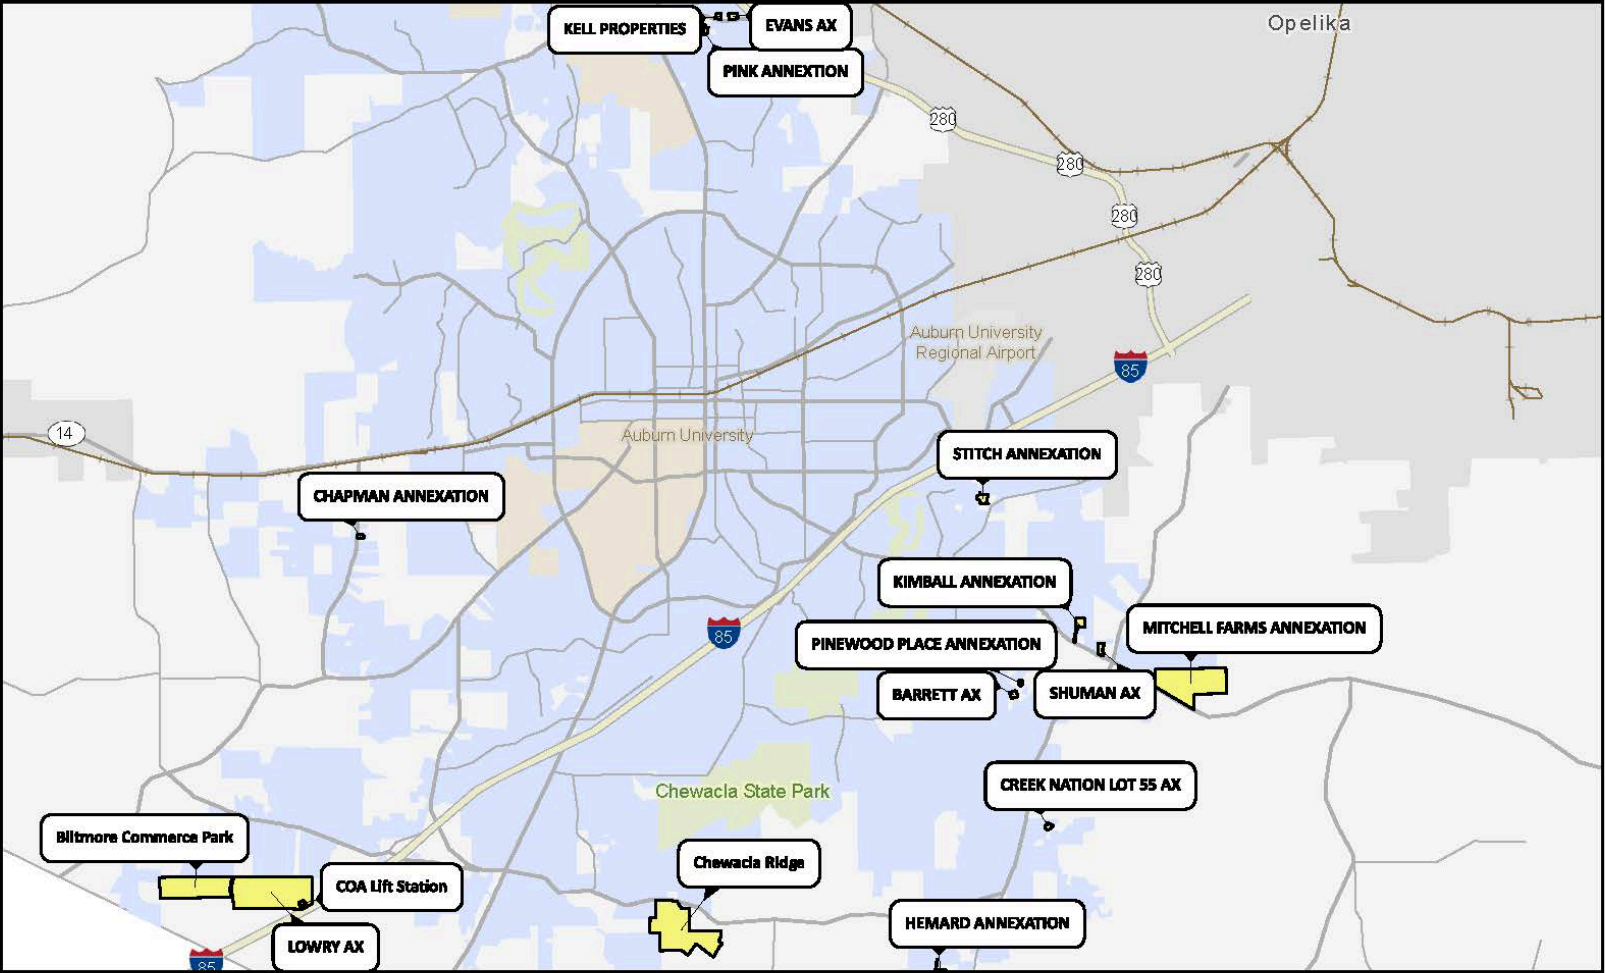 KELL PROPERTIES
EVANS AX
Opelika
PINK ANNEXTION
280
280
280
280
Auburn University
Regional Airport
85
14
Auburn University
STITCH ANNEXATION
CHAPMAN ANNEXATION
KIMBALL ANNEXATION
85
MITCHELL FARMS ANNEXATION
PINEWOOD PLACE ANNEXATION
BARRETT AX
SHUMAN AX
Chewacla State Park
CREEK NATION LOT 55 AX
Biltmore Commerce Park
Chewacla Ridge
COA Lift Station
HEMARD ANNEXATION
LOWRY AX
85